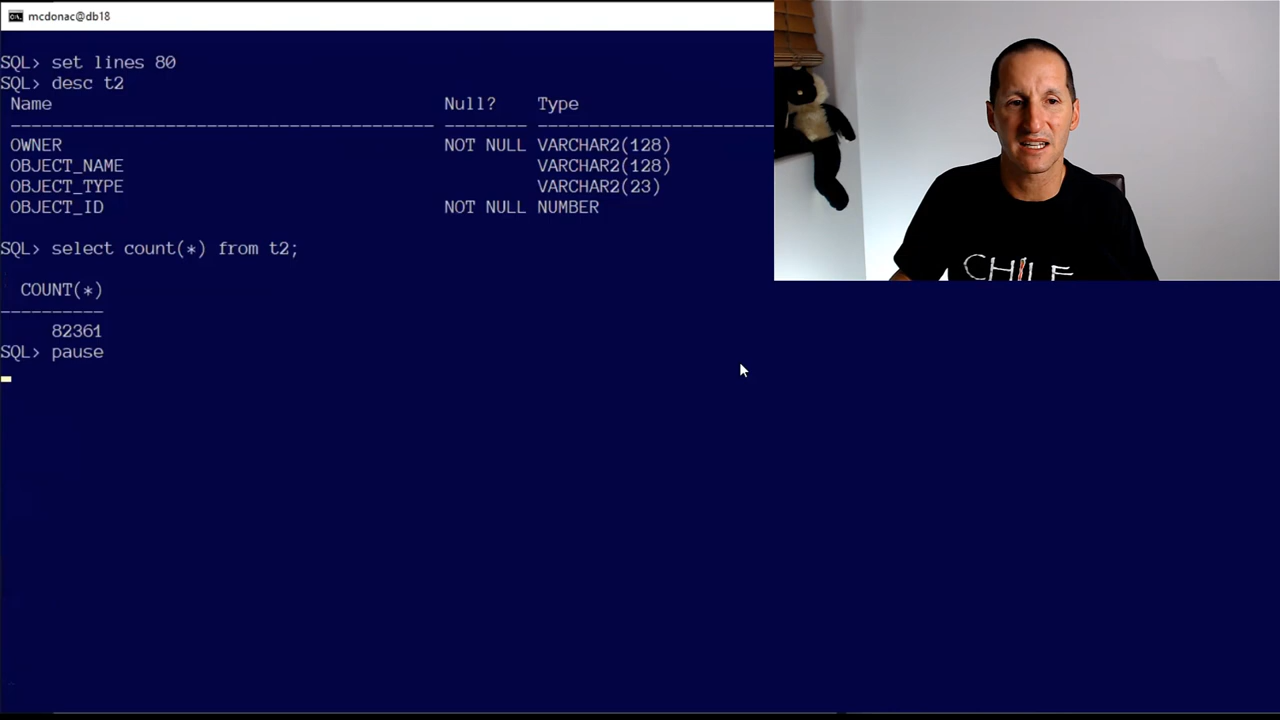 mcdonac@db18
SQL> set lines 80
SQL> desc t2
Name Null? Type
----------------------------------------- -------- -----------------------
OWNER NOT NULL VARCHAR2(128)
OBJECT_NAME VARCHAR2(128)
OBJECT_TYPE VARCHAR2(23)
OBJECT_ID NOT NULL NUMBER
SQL> select count(*) from t2;
COUNT(*)
----------
82361
SQL> pause
CHILE